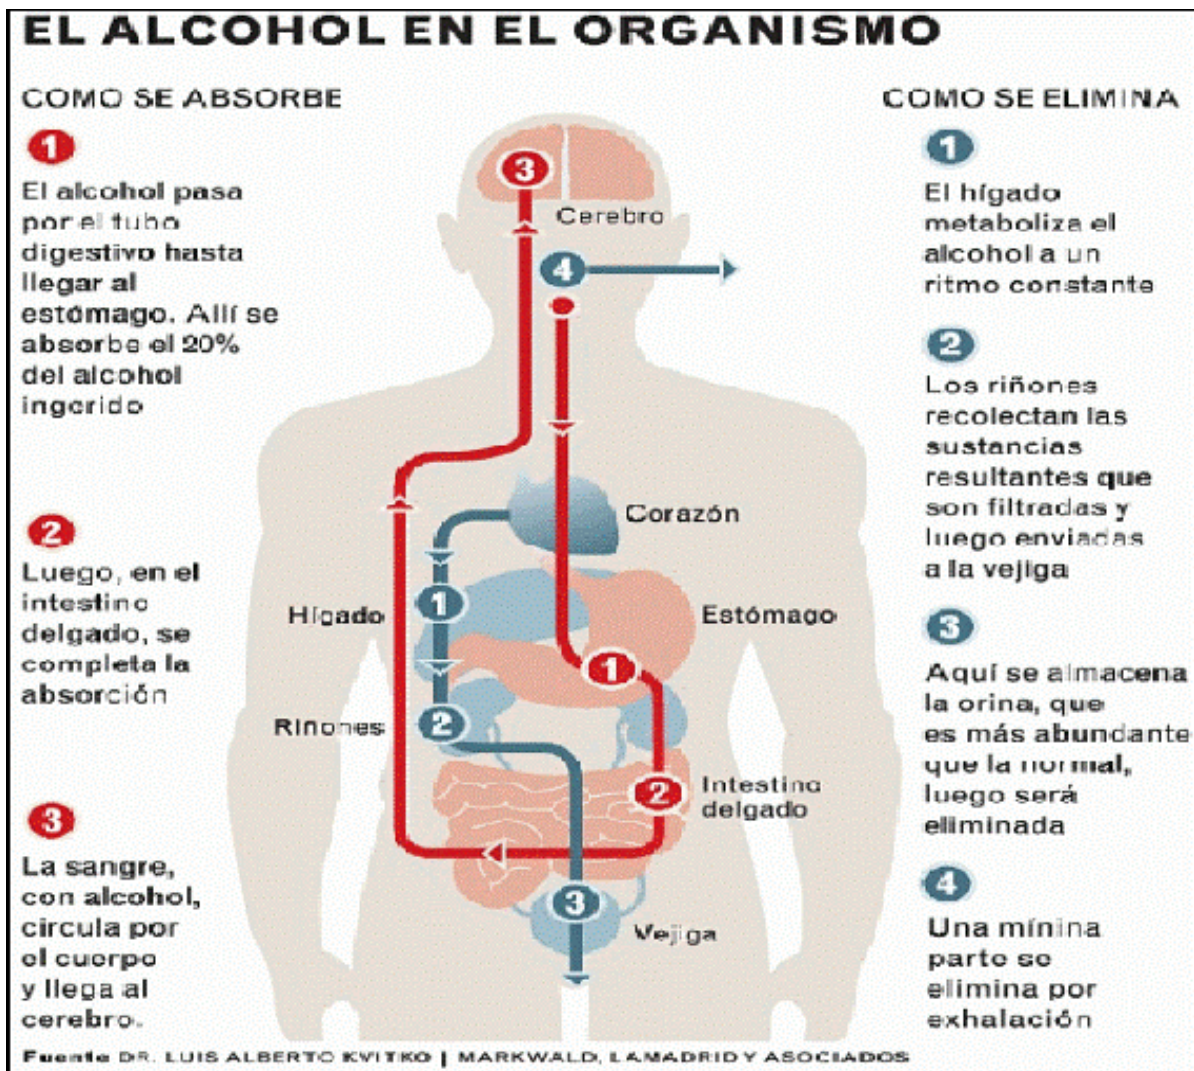 EL ALCOHOL EN EL ORGANISMO
COMO SE ABSORBE
1
El alcohol pasa
por el tubo
digestivo hasta
llegar al
estómago. Allí se
absorbe el 20%
del alcohol
ingerido
2
Luego, en el
intestino
delgado, se
completa la
absorción
3
La sangre,
con alcohol,
circula por
el cuerpo
y llega al
cerebro.
3
Cerebro
4
Corazón
1
Hígado
Estómago
1
Riñones
2
2
Intestino
delgado
3
Vejiga
COMO SE ELIMINA
1
El hígado
metaboliza el
alcohol a un
ritmo constante
2
Los riñones
recolectan las
sustancias
resultantes que
son filtradas y
luego enviadas
a la vejiga
3
Aquí se almacena
la orina, que
es más abundante
que la normal,
luego será
eliminada
4
Una mínina
parte se
elimina por
exhalación
Fuente DR. LUIS ALBERTO KVITKO | MARKWALD, LAMADRID Y ASOCIADOS